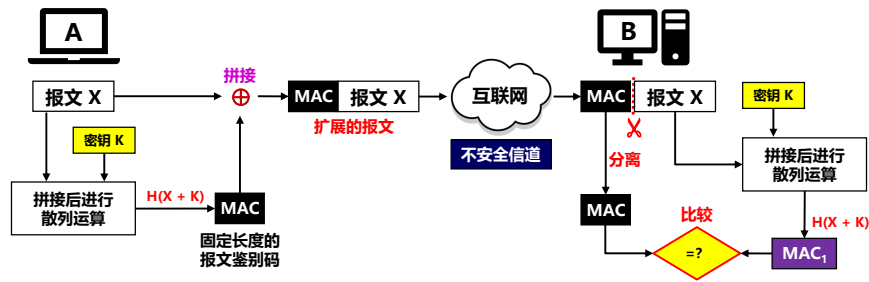 A
B
拼接
报文 X
MAC
报文 X
互联网
MAC
报文 X
密钥 K
扩展的报文
密钥 K
不安全信道
分离
拼接后进行
散列运算
拼接后进行
散列运算
H(X + K)
MAC
MAC
比较
H(X + K)
固定长度的
报文鉴别码
=?
MAC₁